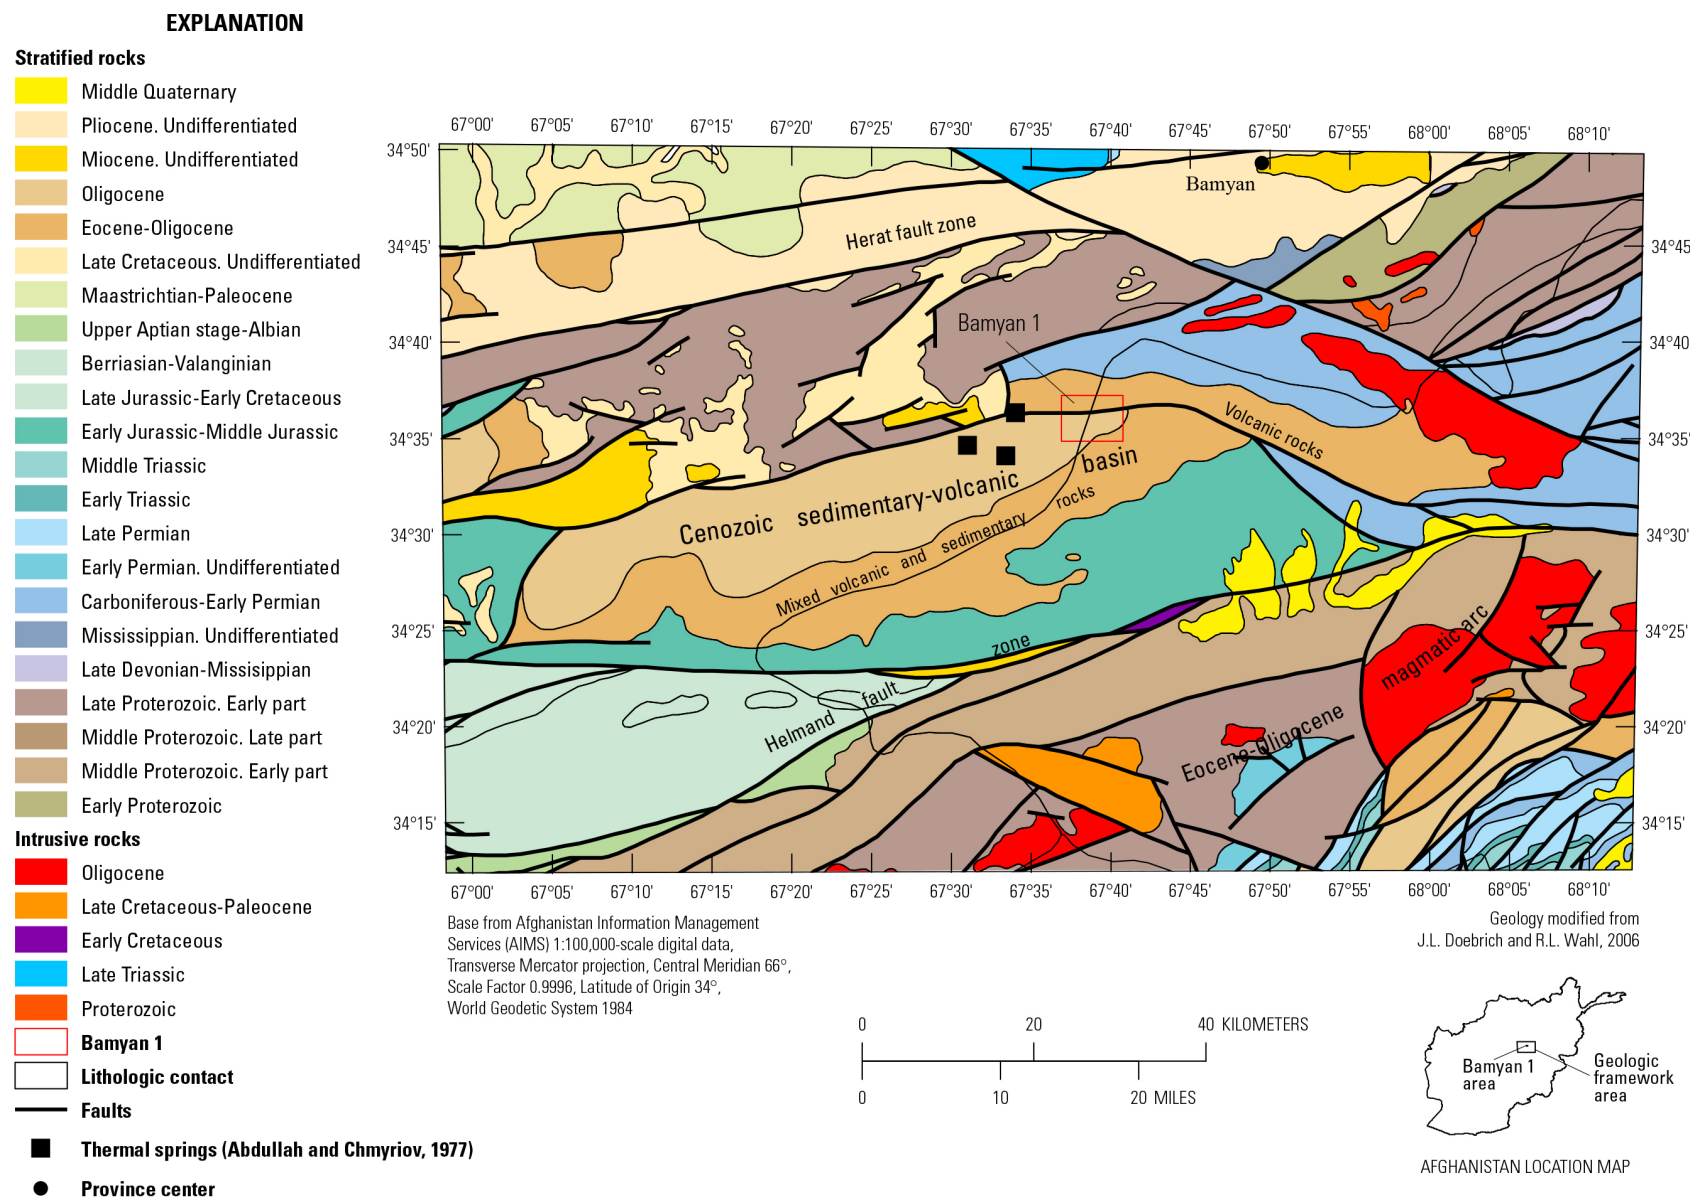 EXPLANATION
Stratified rocks
Middle Quaternary
Pliocene. Undifferentiated
Miocene. Undifferentiated
Oligocene
Eocene-Oligocene
Late Cretaceous. Undifferentiated
Maastrichtian-Paleocene
Upper Aptian stage-Albian
Berriasian-Valanginian
Late Jurassic-Early Cretaceous
Early Jurassic-Middle Jurassic
Middle Triassic
Early Triassic
Late Permian
Early Permian. Undifferentiated
Carboniferous-Early Permian
Mississippian. Undifferentiated
Late Devonian-Missisippian
Late Proterozoic. Early part
Middle Proterozoic. Late part
Middle Proterozoic. Early part
Early Proterozoic
Intrusive rocks
Oligocene
Late Cretaceous-Paleocene
Early Cretaceous
Late Triassic
Proterozoic
Bamyan 1
Lithologic contact
Faults
Thermal springs (Abdullah and Chmyriov, 1977)
Province center
67°00' 67°05' 67°10' 67°15' 67°20' 67°25' 67°30' 67°35' 67°40' 67°45' 67°50' 67°55' 68°00' 68°05' 68°10'
34°50'
34°45'
34°40'
34°35'
34°30'
34°25'
34°20'
34°15'
Bamyan
Herat fault zone
Bamyan 1
Volcanic rocks
Cenozoic sedimentary-volcanic basin
Mixed volcanic and sedimentary rocks
Helmand fault zone
Eocene-Oligocene magmatic arc
34°45
34°40
34°35'
34°30'
34°25'
34°20'
34°15'
67°00' 67°05' 67°10' 67°15' 67°20' 67°25' 67°30' 67°35' 67°40' 67°45' 67°50' 67°55' 68°00' 68°05' 68°10'
Base from Afghanistan Information Management
Services (AIMS) 1:100,000-scale digital data,
Transverse Mercator projection, Central Meridian 66°,
Scale Factor 0.9996, Latitude of Origin 34°,
World Geodetic System 1984
Geology modified from
J.L. Doebrich and R.L. Wahl, 2006
0 20 40 KILOMETERS
0 10 20 MILES
Bamyan 1
area
Geologic
framework
area
AFGHANISTAN LOCATION MAP